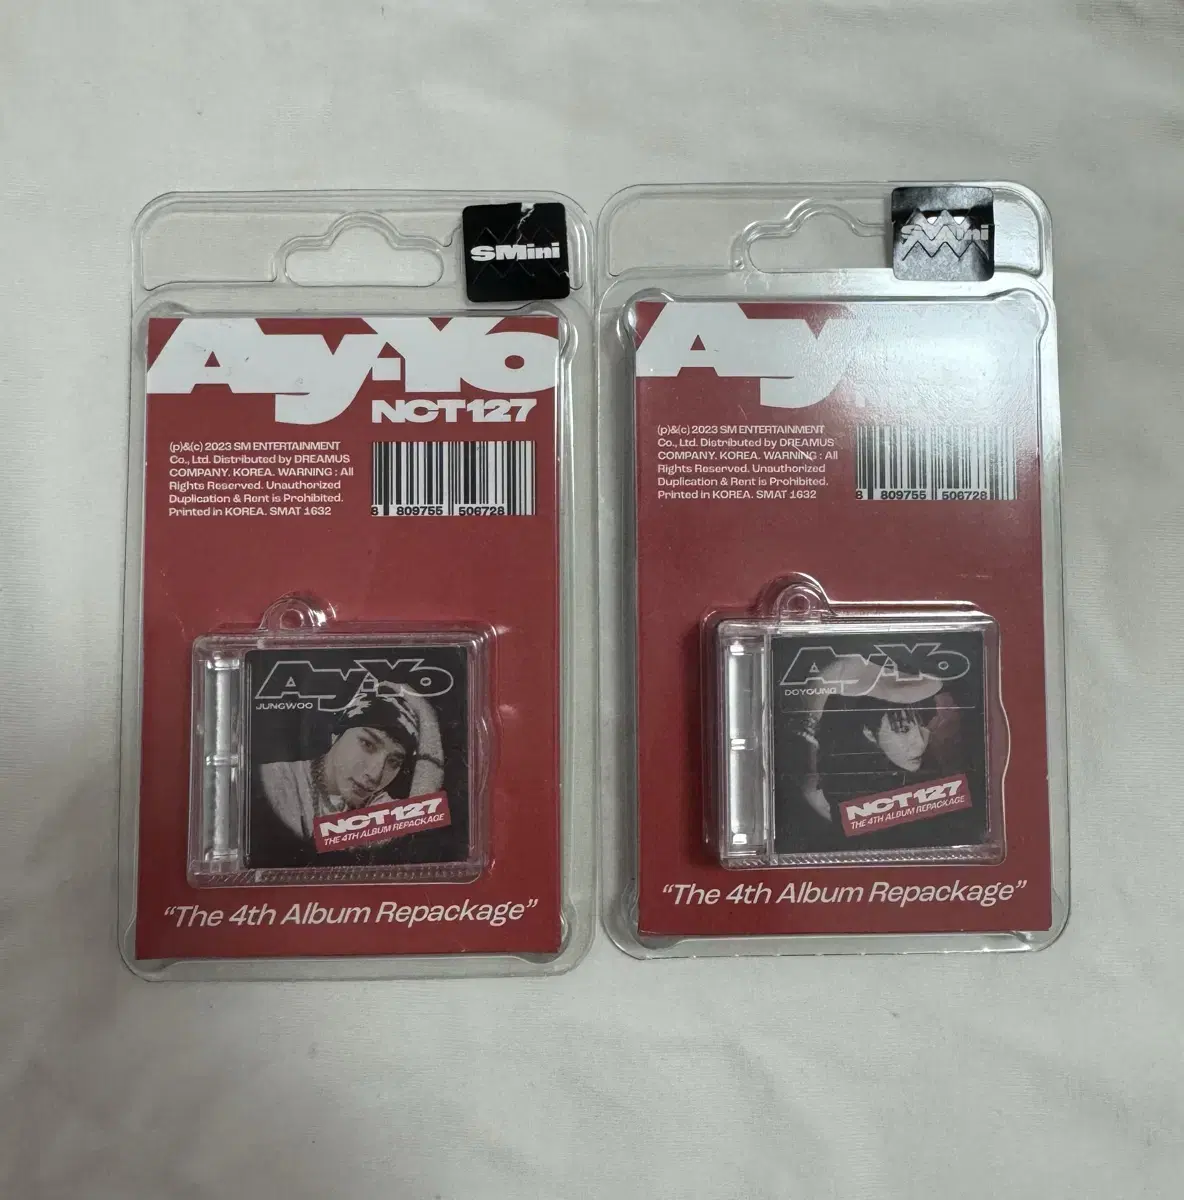 SMini
Ay-Yo
NCT127
(p)&(c) 2023 SM ENTERTAINMENT
Co., Ltd. Distributed by DREAMUS
COMPANY. KOREA. WARNING : All
Rights Reserved. Unauthorized
Duplication & Rent is Prohibited.
Printed in KOREA. SMAT 1632
8 809755 506728
Ay-Yo
JUNGWOO
NCT127
THE 4TH ALBUM REPACKAGE
“The 4th Album Repackage”
SMini
Ay-Yo
(p)&(c) 2023 SM ENTERTAINMENT
Co., Ltd. Distributed by DREAMUS
COMPANY. KOREA. WARNING : All
Rights Reserved. Unauthorized
Duplication & Rent is Prohibited.
Printed in KOREA. SMAT 1632
8 809755 506728
Ay-Yo
DOYOUNG
NCT127
THE 4TH ALBUM REPACKAGE
“The 4th Album Repackage”